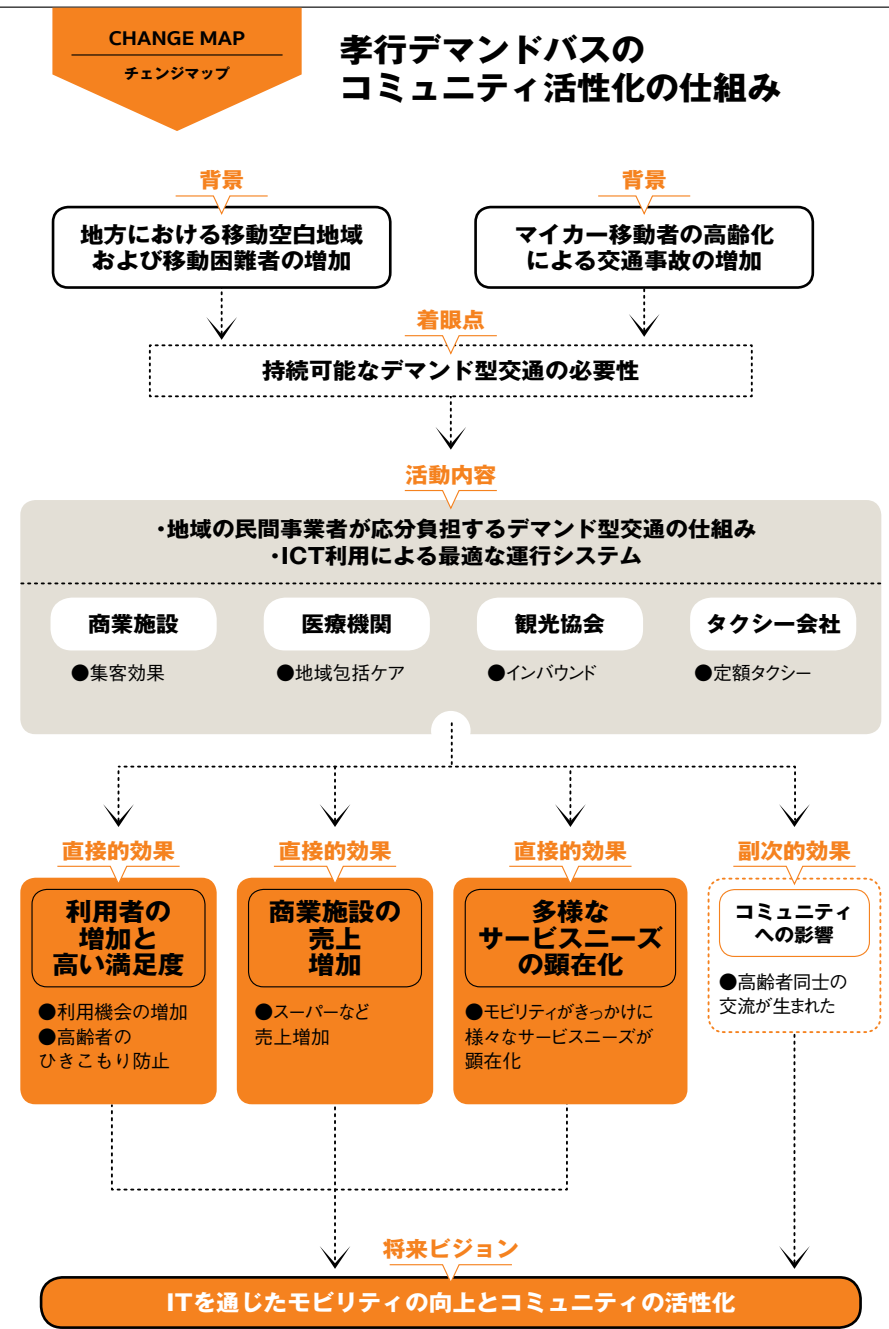 CHANGE MAP
チェンジマップ
孝行デマンドバスの
コミュニティ活性化の仕組み
背景
地方における移動空白地域
および移動困難者の増加
背景
マイカー移動者の高齢化
による交通事故の増加
着眼点
持続可能なデマンド型交通の必要性
活動内容
・地域の民間事業者が応分負担するデマンド型交通の仕組み
・ICT利用による最適な運行システム
商業施設
●集客効果
医療機関
●地域包括ケア
観光協会
●インバウンド
タクシー会社
●定額タクシー
直接的効果
利用者の
増加と
高い満足度
●利用機会の増加
●高齢者の
ひきこもり防止
直接的効果
商業施設の
売上
増加
●スーパーなど
売上増加
直接的効果
多様な
サービスニーズ
の顕在化
●モビリティがきっかけに
様々なサービスニーズが
顕在化
副次的効果
コミュニティ
への影響
●高齢者同士の
交流が生まれた
将来ビジョン
ITを通じたモビリティの向上とコミュニティの活性化